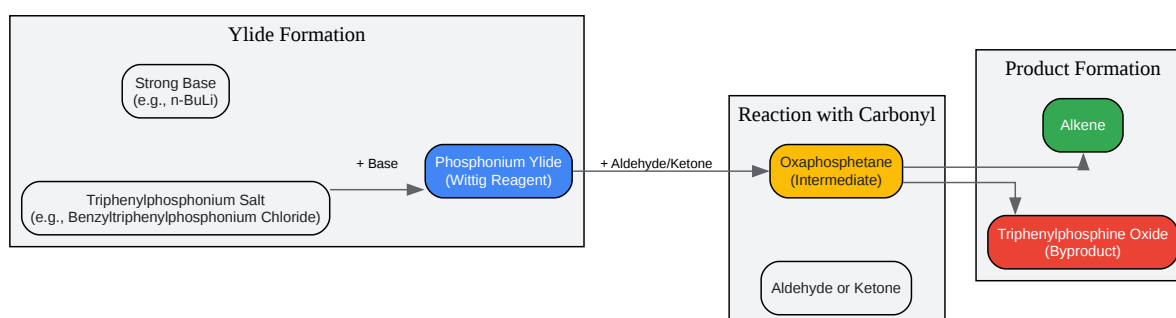 Ylide Formation
Strong Base
(e.g., n-BuLi)
+ Base
Phosphonium Ylide
(Wittig Reagent)
Triphenylphosphonium Salt
(e.g., Benzyltriphenylphosphonium Chloride)
+ Aldehyde/Ketone
Reaction with Carbonyl
Oxaphosphetane
(Intermediate)
Aldehyde or Ketone
Product Formation
Alkene
Triphenylphosphine Oxide
(Byproduct)